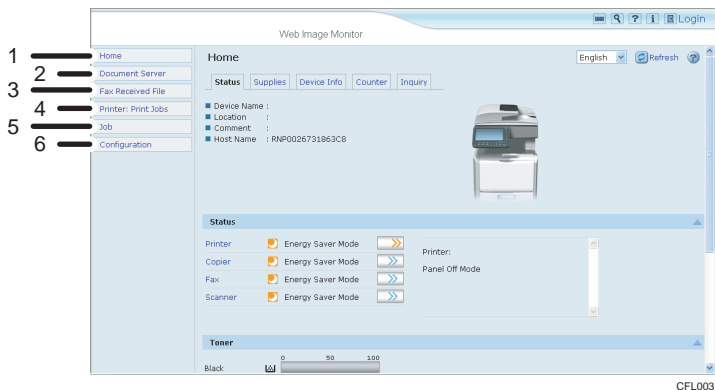 Login
Web Image Monitor
1 Home
2 Document Server
3 Fax Received File
4 Printer: Print Jobs
5 Job
6 Configuration
Home
English
Refresh
Status Supplies Device Info Counter Inquiry
Device Name :
Location :
Comment :
Host Name : RNP0026731863C8
Status
Printer Energy Saver Mode
Copier Energy Saver Mode
Fax Energy Saver Mode
Scanner Energy Saver Mode
Printer:
Panel Off Mode
Toner
0 50 100
Black
CFL003